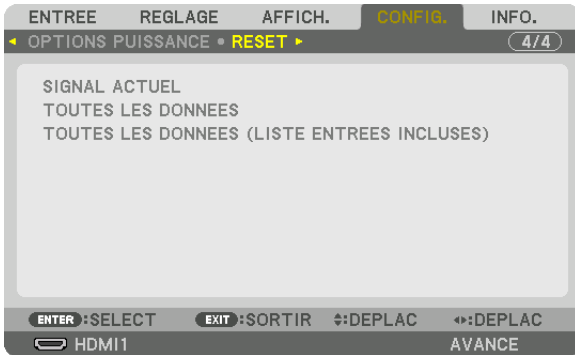 ENTREE REGLAGE AFFICH. CONFIG. INFO.
OPTIONS PUISSANCE • RESET 4/4
SIGNAL ACTUEL
TOUTES LES DONNEES
TOUTES LES DONNEES (LISTE ENTREES INCLUSES)
ENTER :SELECT EXIT :SORTIR :DEPLAC :DEPLAC
HDMI1 AVANCE